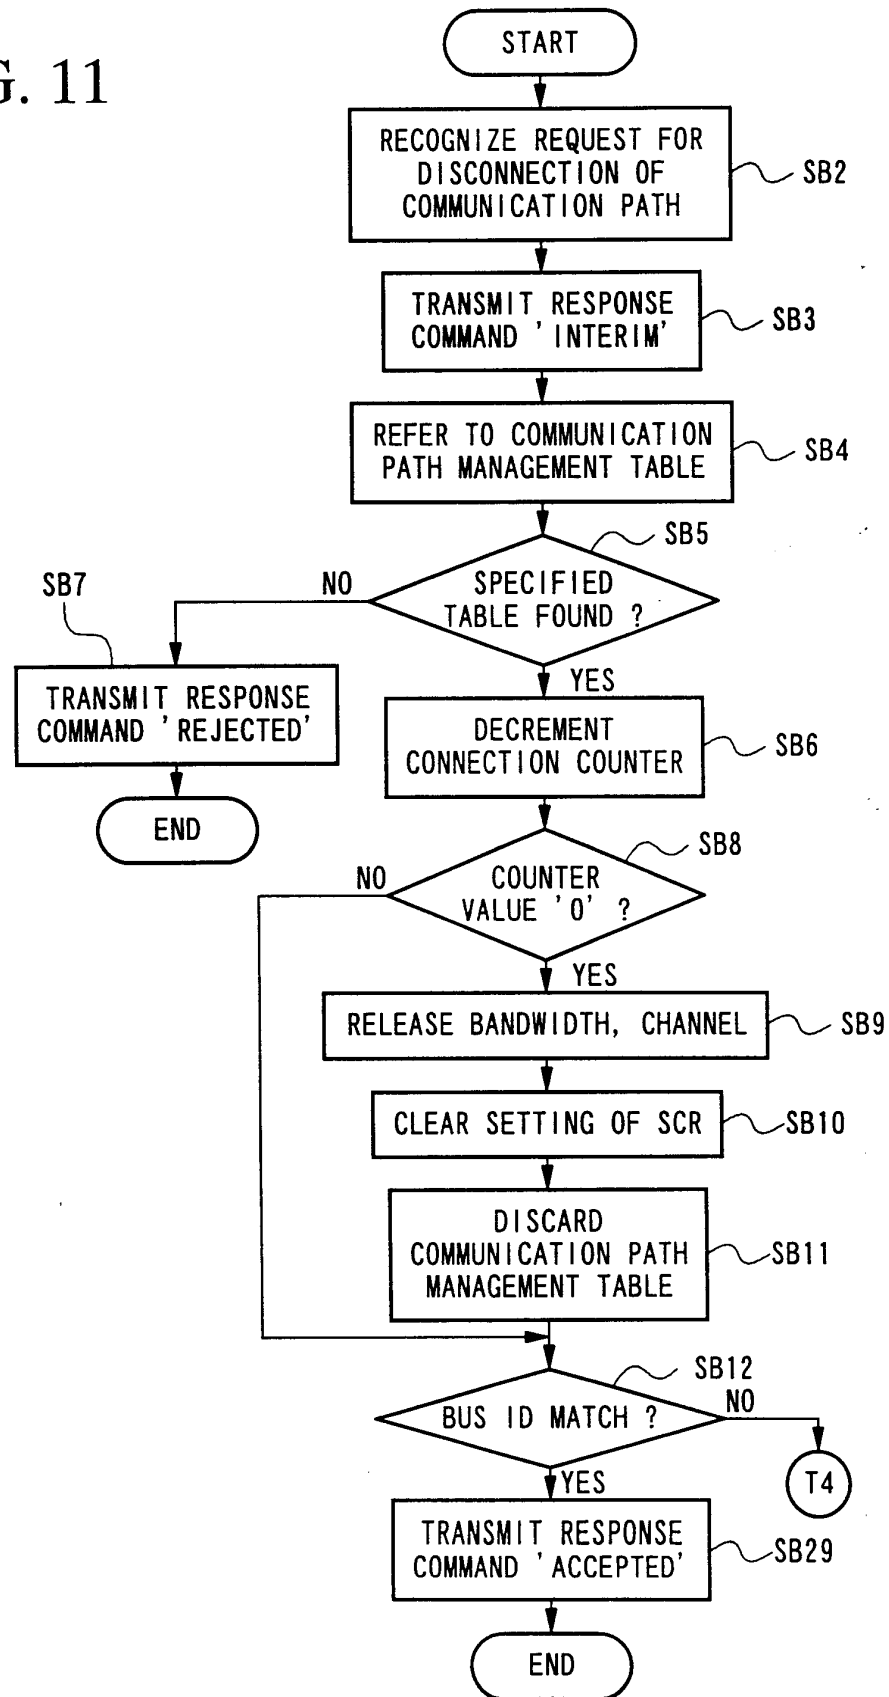 G. 11
START
RECOGNIZE REQUEST FOR
DISCONNECTION OF
COMMUNICATION PATH
SB2
TRANSMIT RESPONSE
COMMAND 'INTERIM'
SB3
REFER TO COMMUNICATION
PATH MANAGEMENT TABLE
SB4
SB5
SPECIFIED
TABLE FOUND ?
NO
SB7
TRANSMIT RESPONSE
COMMAND 'REJECTED'
END
YES
DECREMENT
CONNECTION COUNTER
SB6
SB8
COUNTER
VALUE '0' ?
NO
YES
RELEASE BANDWIDTH, CHANNEL
SB9
CLEAR SETTING OF SCR
SB10
DISCARD
COMMUNICATION PATH
MANAGEMENT TABLE
SB11
SB12
BUS ID MATCH ?
NO
T4
YES
TRANSMIT RESPONSE
COMMAND 'ACCEPTED'
SB29
END